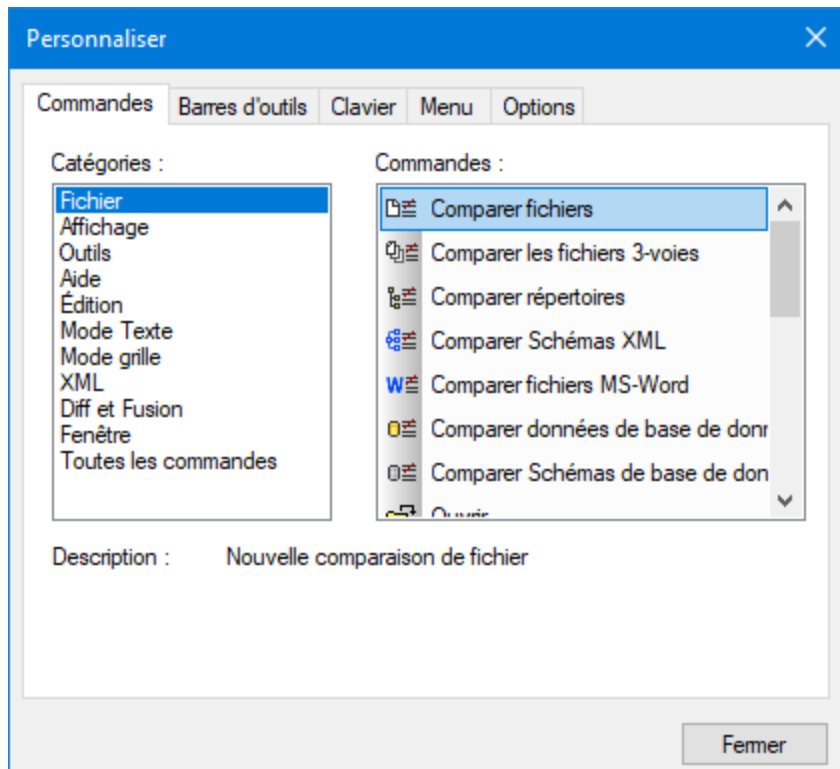 Personnaliser
Commandes
Barres d'outils
Clavier
Menu
Options
Catégories :
Fichier
Affichage
Outils
Aide
Édition
Mode Texte
Mode grille
XML
Diff et Fusion
Fenêtre
Toutes les commandes
Commandes :
Comparer fichiers
Comparer les fichiers 3-voies
Comparer répertoires
Comparer Schémas XML
Comparer fichiers MS-Word
Comparer données de base de donr
Comparer Schémas de base de don
Ouvrir
Description :
Nouvelle comparaison de fichier
Fermer